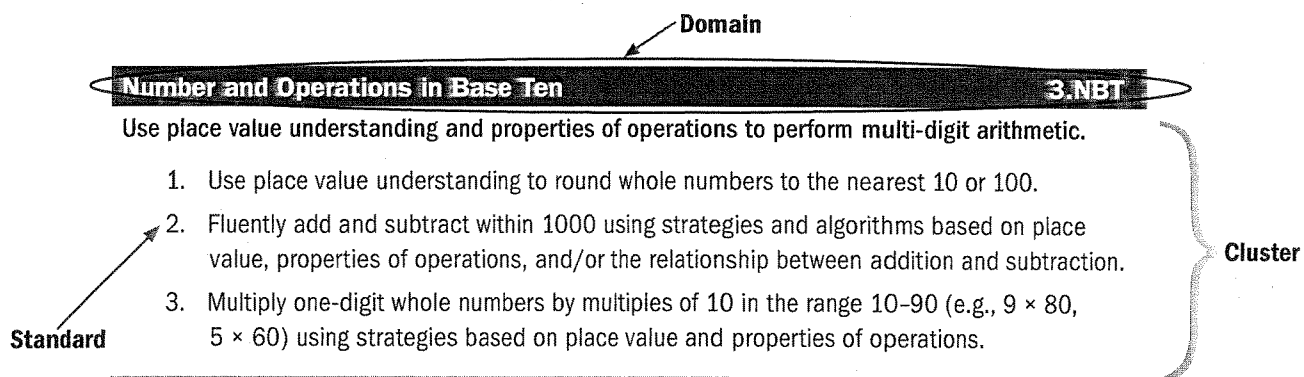 Domain
Number and Operations in Base Ten 3.NBT
Use place value understanding and properties of operations to perform multi-digit arithmetic.
1. Use place value understanding to round whole numbers to the nearest 10 or 100.
2. Fluently add and subtract within 1000 using strategies and algorithms based on place
value, properties of operations, and/or the relationship between addition and subtraction.
Cluster
3. Multiply one-digit whole numbers by multiples of 10 in the range 10–90 (e.g., 9 × 80,
5 × 60) using strategies based on place value and properties of operations.
Standard